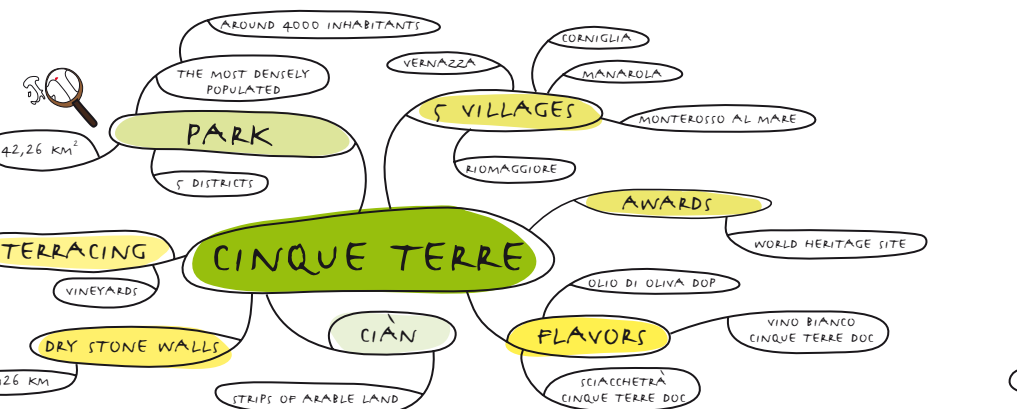 AROUND 4000 INHABITANTS
THE MOST DENSELY
POPULATED
PARK
42,26 KM²
5 DISTRICTS
VERNAZZA
CORNIGLIA
MANAROLA
5 VILLAGES
MONTEROSSO AL MARE
RIOMAGGIORE
AWARDS
WORLD HERITAGE SITE
CINQUE TERRE
TERRACING
VINEYARDS
DRY STONE WALLS
26 KM
CIÀN
STRIPS OF ARABLE LAND
OLIO DI OLIVA DOP
FLAVORS
VINO BIANCO
CINQUE TERRE DOC
SCIACCHETRÀ
CINQUE TERRE DOC